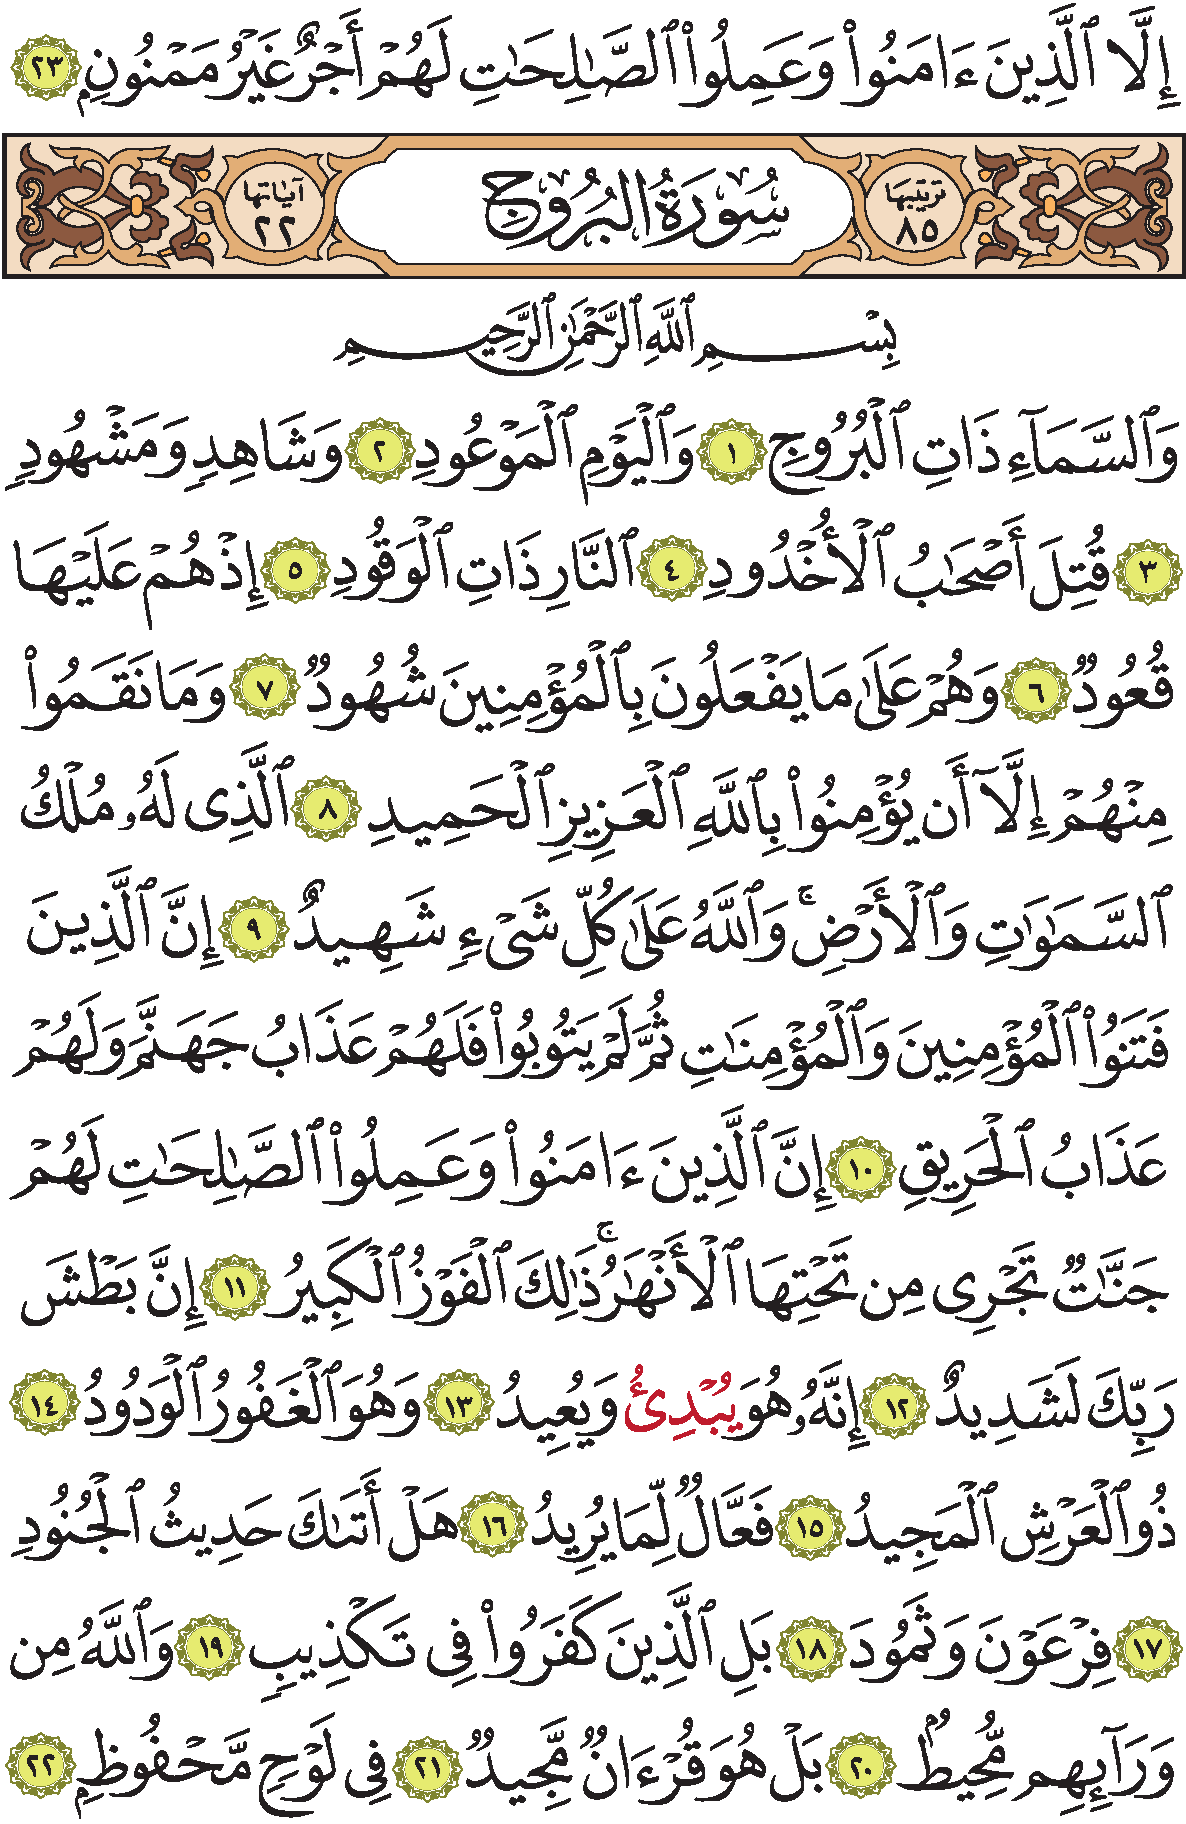 إِلَّا ٱلَّذِينَ ءَامَنُوا۟ وَعَمِلُوا۟ ٱلصَّـٰلِحَـٰتِ لَهُمْ أَجْرٌ غَيْرُ مَمْنُونٍۭ ٢٣
ترتيبها ٨٥ سُورَةُ البُرُوجِ آياتها ٢٢
بِسْمِ ٱللَّهِ ٱلرَّحْمَـٰنِ ٱلرَّحِيمِ
وَٱلسَّمَآءِ ذَاتِ ٱلْبُرُوجِ ١ وَٱلْيَوْمِ ٱلْمَوْعُودِ ٢ وَشَاهِدٍ وَمَشْهُودٍ
٣ قُتِلَ أَصْحَـٰبُ ٱلْأُخْدُودِ ٤ ٱلنَّارِ ذَاتِ ٱلْوَقُودِ ٥ إِذْ هُمْ عَلَيْهَا
قُعُودٌ ٦ وَهُمْ عَلَىٰ مَا يَفْعَلُونَ بِٱلْمُؤْمِنِينَ شُهُودٌ ٧ وَمَا نَقَمُوا۟
مِنْهُمْ إِلَّآ أَن يُؤْمِنُوا۟ بِٱللَّهِ ٱلْعَزِيزِ ٱلْحَمِيدِ ٨ ٱلَّذِى لَهُۥ مُلْكُ
ٱلسَّمَـٰوَٰتِ وَٱلْأَرْضِ ۚ وَٱللَّهُ عَلَىٰ كُلِّ شَىْءٍ شَهِيدٌ ٩ إِنَّ ٱلَّذِينَ
فَتَنُوا۟ ٱلْمُؤْمِنِينَ وَٱلْمُؤْمِنَـٰتِ ثُمَّ لَمْ يَتُوبُوا۟ فَلَهُمْ عَذَابُ جَهَنَّمَ وَلَهُمْ
عَذَابُ ٱلْحَرِيقِ ١٠ إِنَّ ٱلَّذِينَ ءَامَنُوا۟ وَعَمِلُوا۟ ٱلصَّـٰلِحَـٰتِ لَهُمْ
جَنَّـٰتٌ تَجْرِى مِن تَحْتِهَا ٱلْأَنْهَـٰرُ ۚ ذَٰلِكَ ٱلْفَوْزُ ٱلْكَبِيرُ ١١ إِنَّ بَطْشَ
رَبِّكَ لَشَدِيدٌ ١٢ إِنَّهُۥ هُوَ يُبْدِئُ وَيُعِيدُ ١٣ وَهُوَ ٱلْغَفُورُ ٱلْوَدُودُ ١٤
ذُو ٱلْعَرْشِ ٱلْمَجِيدُ ١٥ فَعَّالٌ لِّمَا يُرِيدُ ١٦ هَلْ أَتَىٰكَ حَدِيثُ ٱلْجُنُودِ
١٧ فِرْعَوْنَ وَثَمُودَ ١٨ بَلِ ٱلَّذِينَ كَفَرُوا۟ فِى تَكْذِيبٍ ١٩ وَٱللَّهُ مِن
وَرَآئِهِم مُّحِيطٌۢ ٢٠ بَلْ هُوَ قُرْءَانٌ مَّجِيدٌ ٢١ فِى لَوْحٍ مَّحْفُوظٍۭ ٢٢